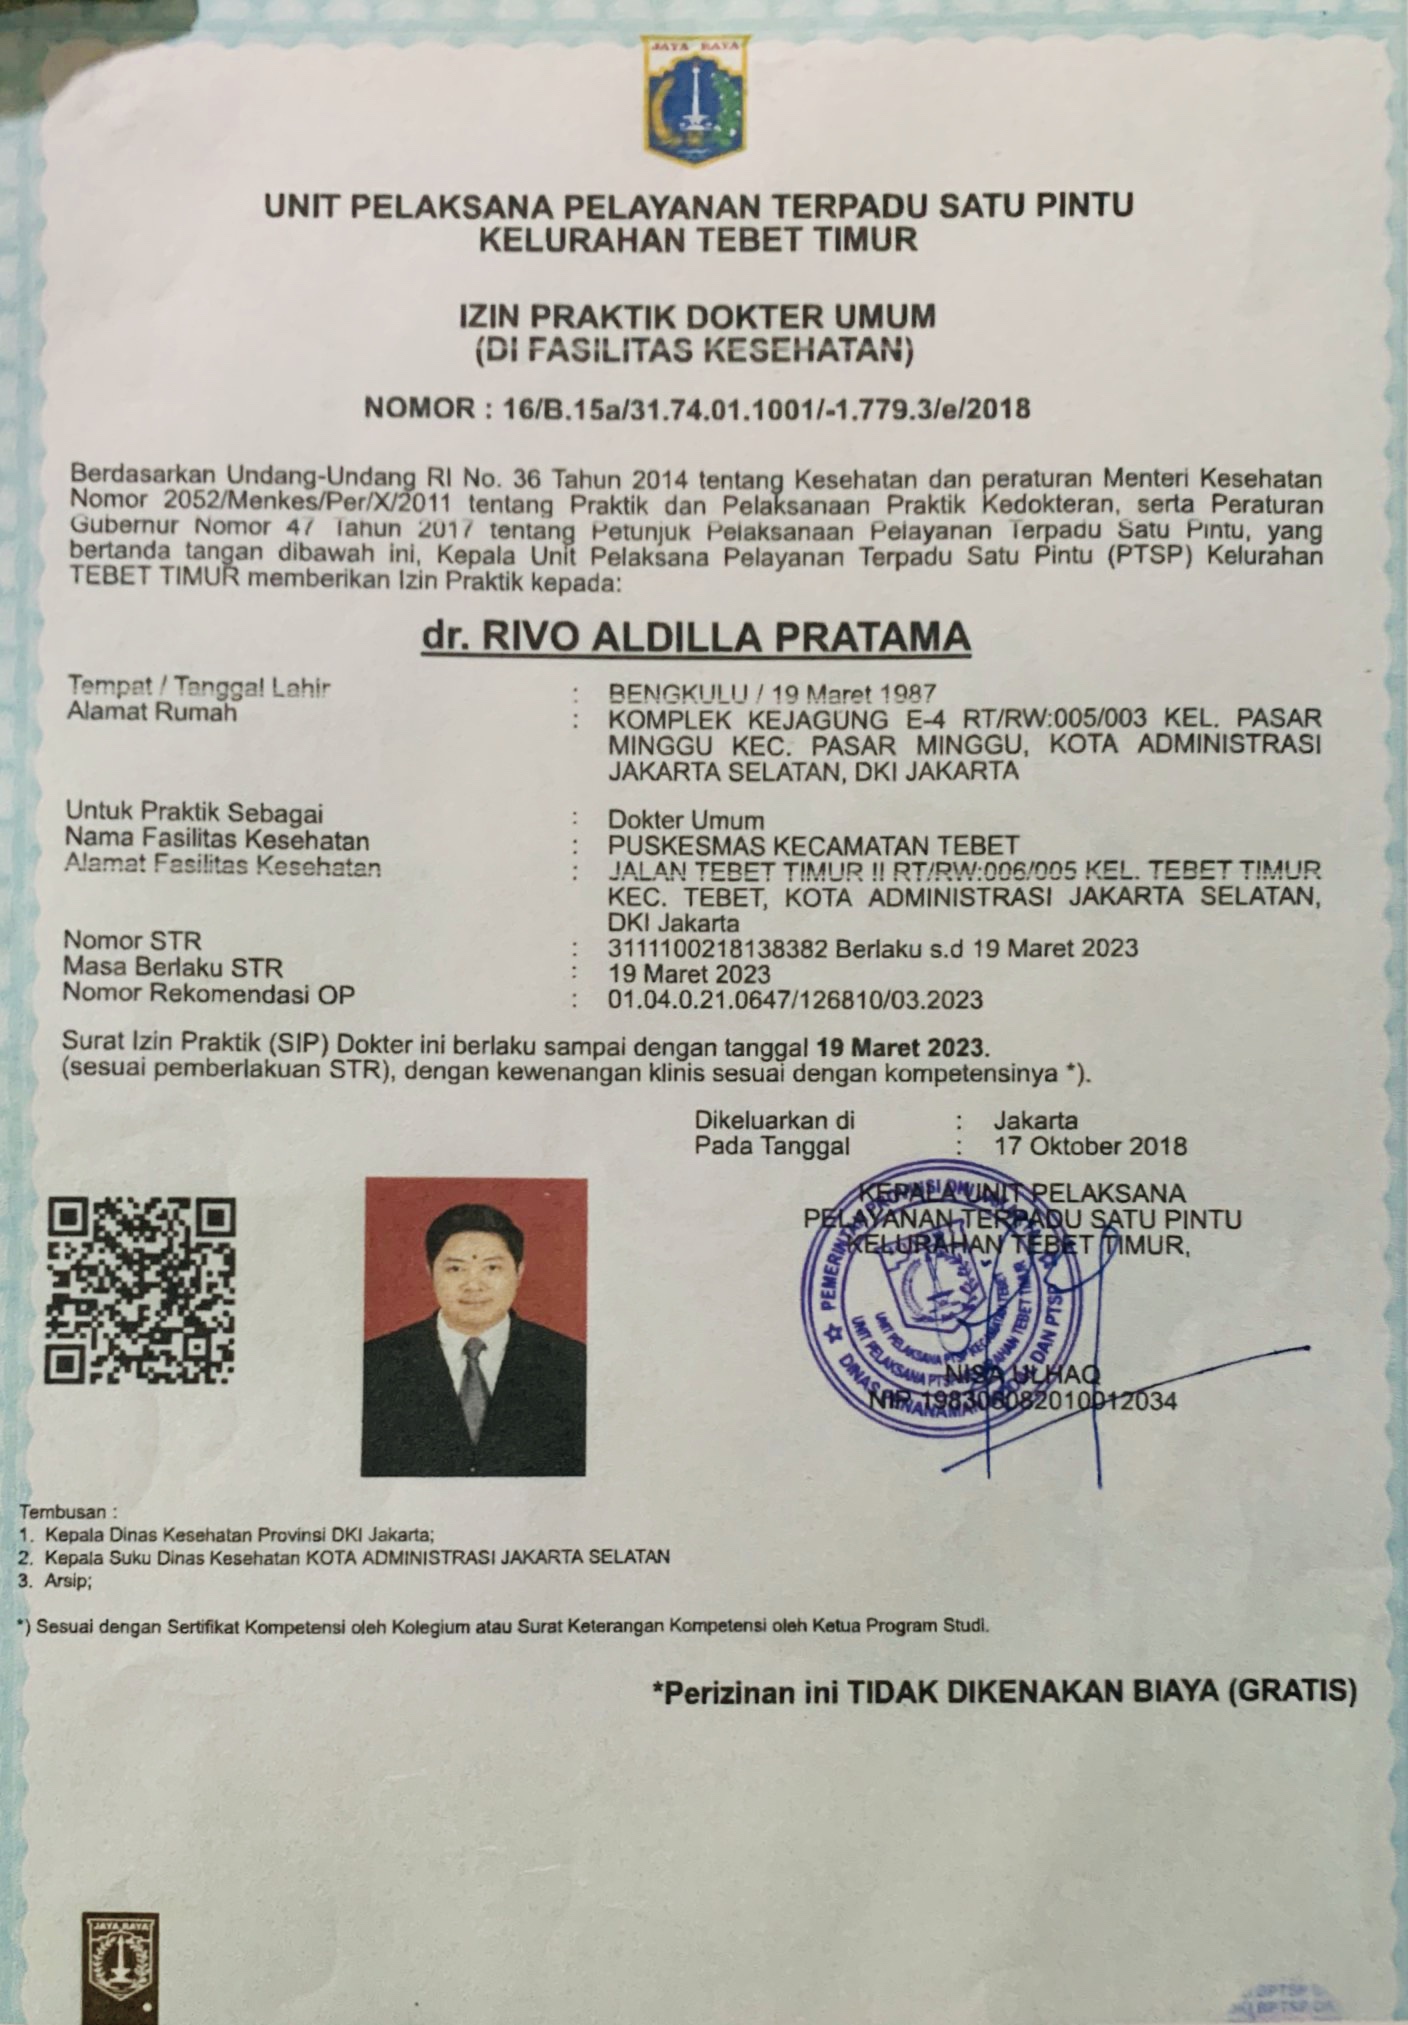 JAYA RAYA
UNIT PELAKSANA PELAYANAN TERPADU SATU PINTU
KELURAHAN TEBET TIMUR
IZIN PRAKTIK DOKTER UMUM
(DI FASILITAS KESEHATAN)
NOMOR : 16/B.15a/31.74.01.1001/-1.779.3/e/2018
Berdasarkan Undang-Undang RI No. 36 Tahun 2014 tentang Kesehatan dan peraturan Menteri Kesehatan
Nomor 2052/Menkes/Per/X/2011 tentang Praktik dan Pelaksanaan Praktik Kedokteran, serta Peraturan
Gubernur Nomor 47 Tahun 2017 tentang Petunjuk Pelaksanaan Pelayanan Terpadu Satu Pintu, yang
bertanda tangan dibawah ini, Kepala Unit Pelaksana Pelayanan Terpadu Satu Pintu (PTSP) Kelurahan
TEBET TIMUR memberikan Izin Praktik kepada:
dr. RIVO ALDILLA PRATAMA
Tempat / Tanggal Lahir : BENGKULU / 19 Maret 1987
Alamat Rumah : KOMPLEK KEJAGUNG E-4 RT/RW:005/003 KEL. PASAR
MINGGU KEC. PASAR MINGGU, KOTA ADMINISTRASI
JAKARTA SELATAN, DKI JAKARTA
Untuk Praktik Sebagai : Dokter Umum
Nama Fasilitas Kesehatan : PUSKESMAS KECAMATAN TEBET
Alamat Fasilitas Kesehatan : JALAN TEBET TIMUR II RT/RW:006/005 KEL. TEBET TIMUR
KEC. TEBET, KOTA ADMINISTRASI JAKARTA SELATAN,
DKI Jakarta
Nomor STR : 3111100218138382 Berlaku s.d 19 Maret 2023
Masa Berlaku STR : 19 Maret 2023
Nomor Rekomendasi OP : 01.04.0.21.0647/126810/03.2023
Surat Izin Praktik (SIP) Dokter ini berlaku sampai dengan tanggal 19 Maret 2023.
(sesuai pemberlakuan STR), dengan kewenangan klinis sesuai dengan kompetensinya *).
Dikeluarkan di : Jakarta
Pada Tanggal : 17 Oktober 2018
KEPALA UNIT PELAKSANA
PELAYANAN TERPADU SATU PINTU
KELURAHAN TEBET TIMUR,
PEMERINTAH PROVINSI DKI
UNIT PELAKSANA PTSP KECAMATAN TEBET
UNIT PELAKSANA PTSP KELURAHAN TEBET TIMUR
DINAS PENANAMAN MODAL DAN PTSP
NISA ULHAQ
NIP 198306082010012034
Tembusan :
1. Kepala Dinas Kesehatan Provinsi DKI Jakarta;
2. Kepala Suku Dinas Kesehatan KOTA ADMINISTRASI JAKARTA SELATAN
3. Arsip;
*) Sesuai dengan Sertifikat Kompetensi oleh Kolegium atau Surat Keterangan Kompetensi oleh Ketua Program Studi.
*Perizinan ini TIDAK DIKENAKAN BIAYA (GRATIS)
JAYA RAYA